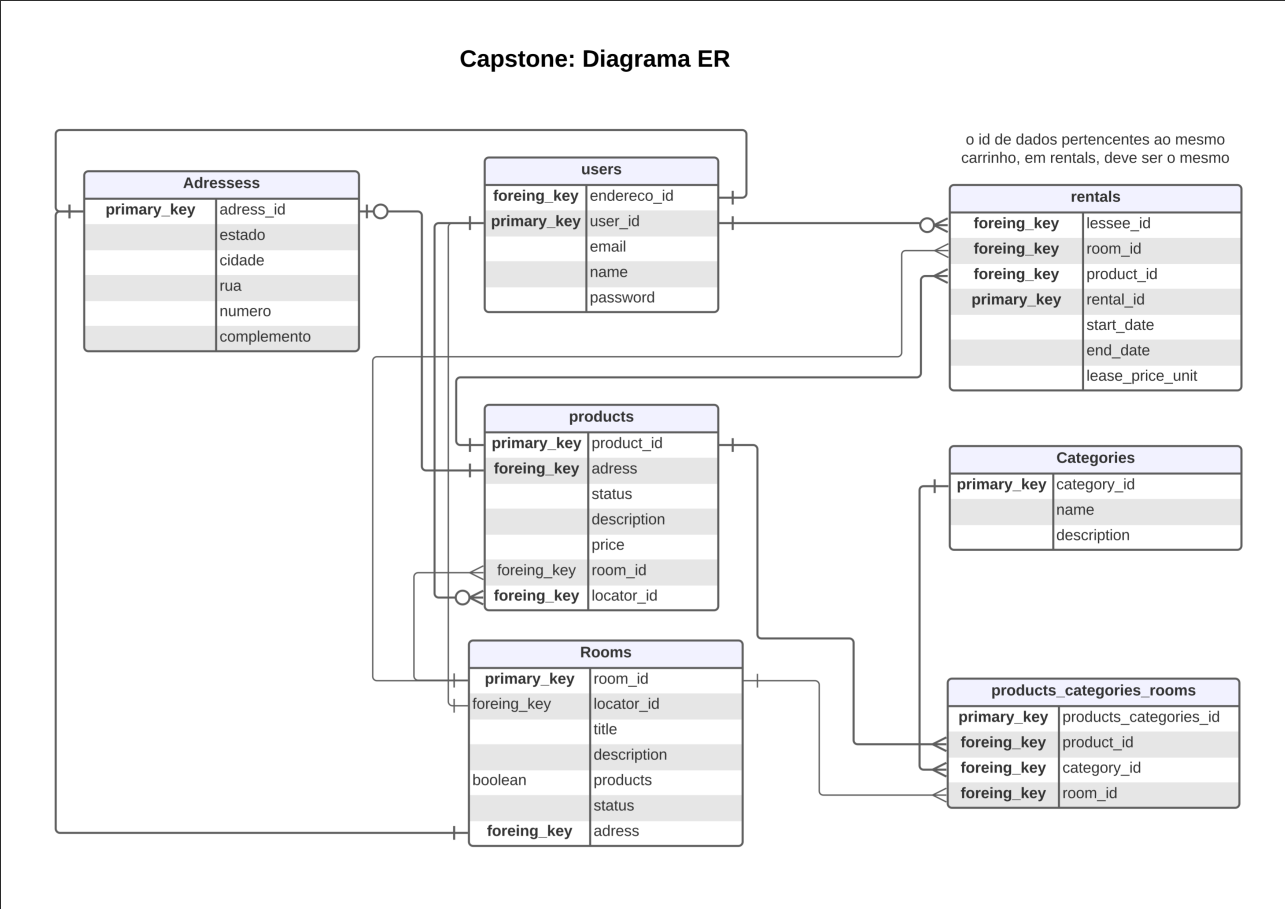 Capstone: Diagrama ER
o id de dados pertencentes ao mesmo
carrinho, em rentals, deve ser o mesmo
Adressess
primary_key adress_id
estado
cidade
rua
numero
complemento
users
foreing_key endereco_id
primary_key user_id
email
name
password
rentals
foreing_key lessee_id
foreing_key room_id
foreing_key product_id
primary_key rental_id
start_date
end_date
lease_price_unit
products
primary_key product_id
foreing_key adress
status
description
price
foreing_key room_id
foreing_key locator_id
Categories
primary_key category_id
name
description
Rooms
primary_key room_id
foreing_key locator_id
title
description
boolean products
status
foreing_key adress
products_categories_rooms
primary_key products_categories_id
foreing_key product_id
foreing_key category_id
foreing_key room_id